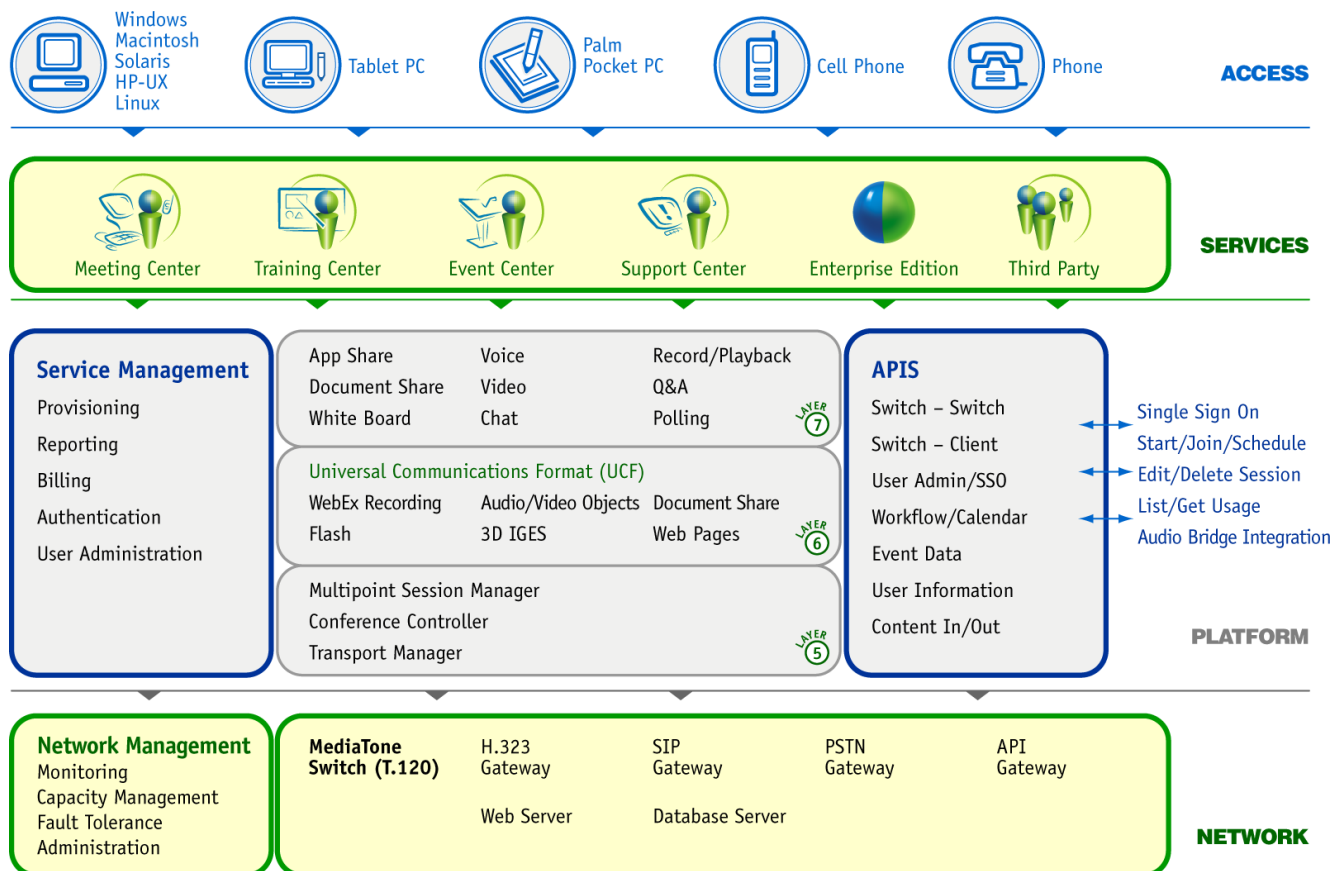 Windows
Macintosh
Solaris
HP-UX
Linux
Tablet PC
Palm
Pocket PC
Cell Phone
Phone
ACCESS
Meeting Center
Training Center
Event Center
Support Center
Enterprise Edition
Third Party
SERVICES
Service Management
Provisioning
Reporting
Billing
Authentication
User Administration
App Share
Voice
Record/Playback
Document Share
Video
Q&A
White Board
Chat
Polling
LAYER
7
Universal Communications Format (UCF)
WebEx Recording
Audio/Video Objects
Document Share
Flash
3D IGES
Web Pages
LAYER
6
Multipoint Session Manager
Conference Controller
Transport Manager
LAYER
5
APIS
Switch – Switch
Switch – Client
User Admin/SSO
Workflow/Calendar
Event Data
User Information
Content In/Out
Single Sign On
Start/Join/Schedule
Edit/Delete Session
List/Get Usage
Audio Bridge Integration
PLATFORM
Network Management
Monitoring
Capacity Management
Fault Tolerance
Administration
MediaTone
Switch (T.120)
H.323
Gateway
SIP
Gateway
PSTN
Gateway
API
Gateway
Web Server
Database Server
NETWORK